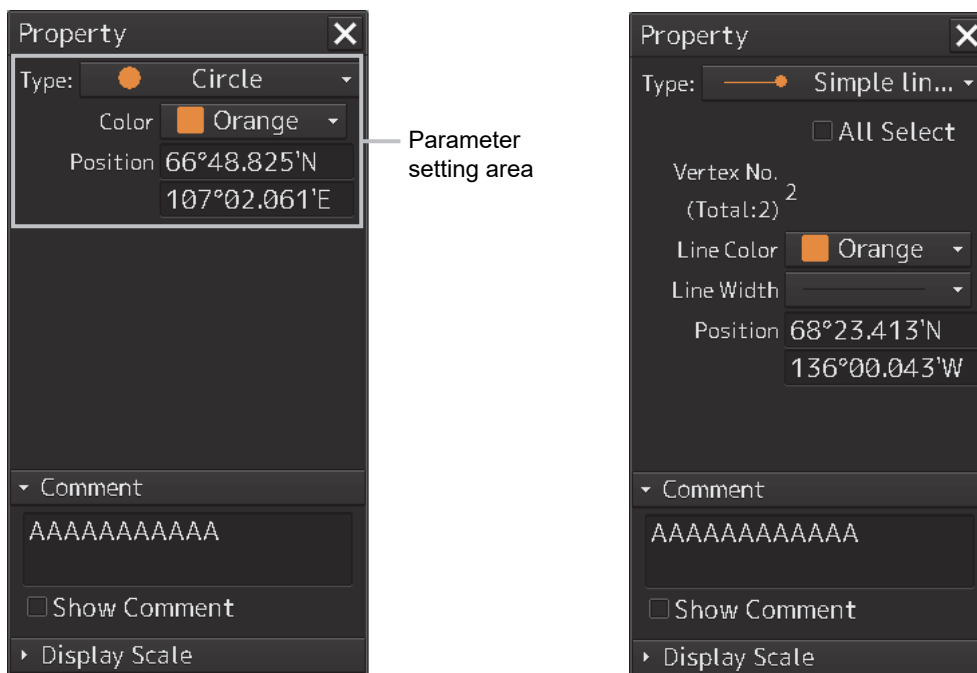 Property
Type: Circle
Color Orange
Position 66°48.825'N
107°02.061'E
Comment
AAAAAAAAAAA
Show Comment
Display Scale
Parameter
setting area
Property
Type: Simple lin...
All Select
Vertex No.
2
(Total:2)
Line Color Orange
Line Width
Position 68°23.413'N
136°00.043'W
Comment
AAAAAAAAAAAA
Show Comment
Display Scale